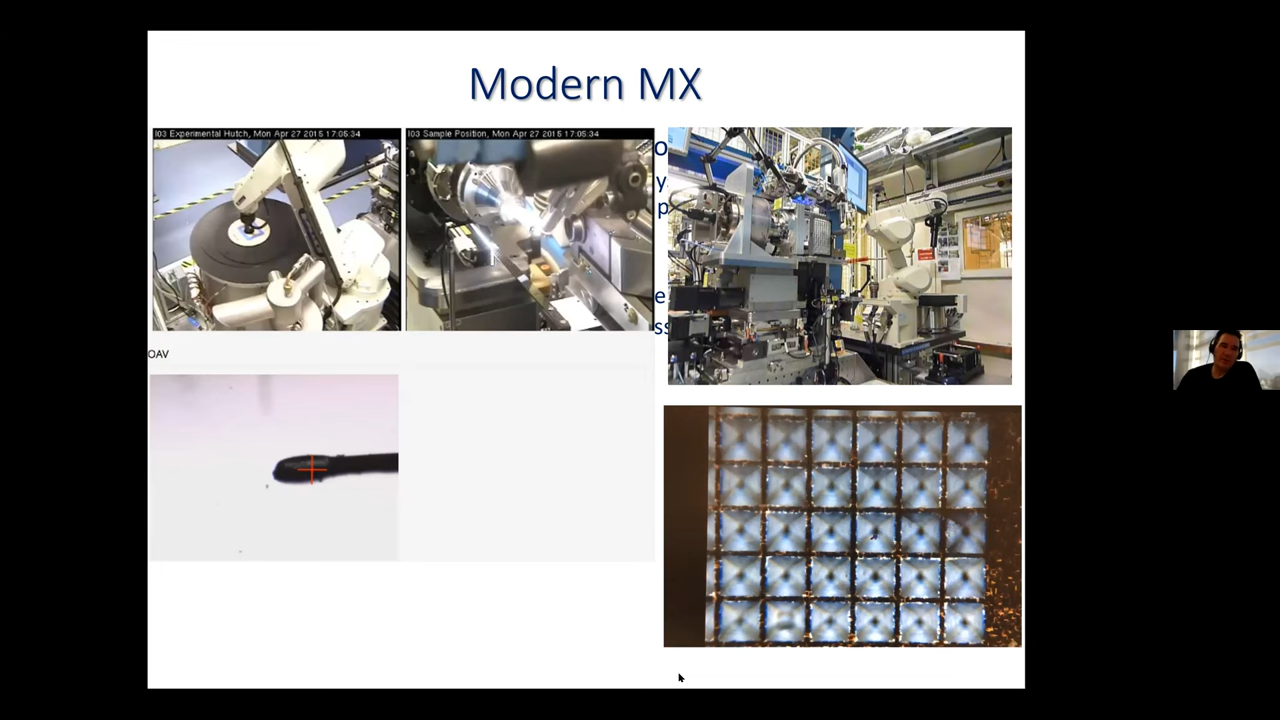 Modern MX
I03 Experimental Hutch, Mon Apr 27 2015 17:05:34
I03 Sample Position, Mon Apr 27 2015 17:05:34
OAV